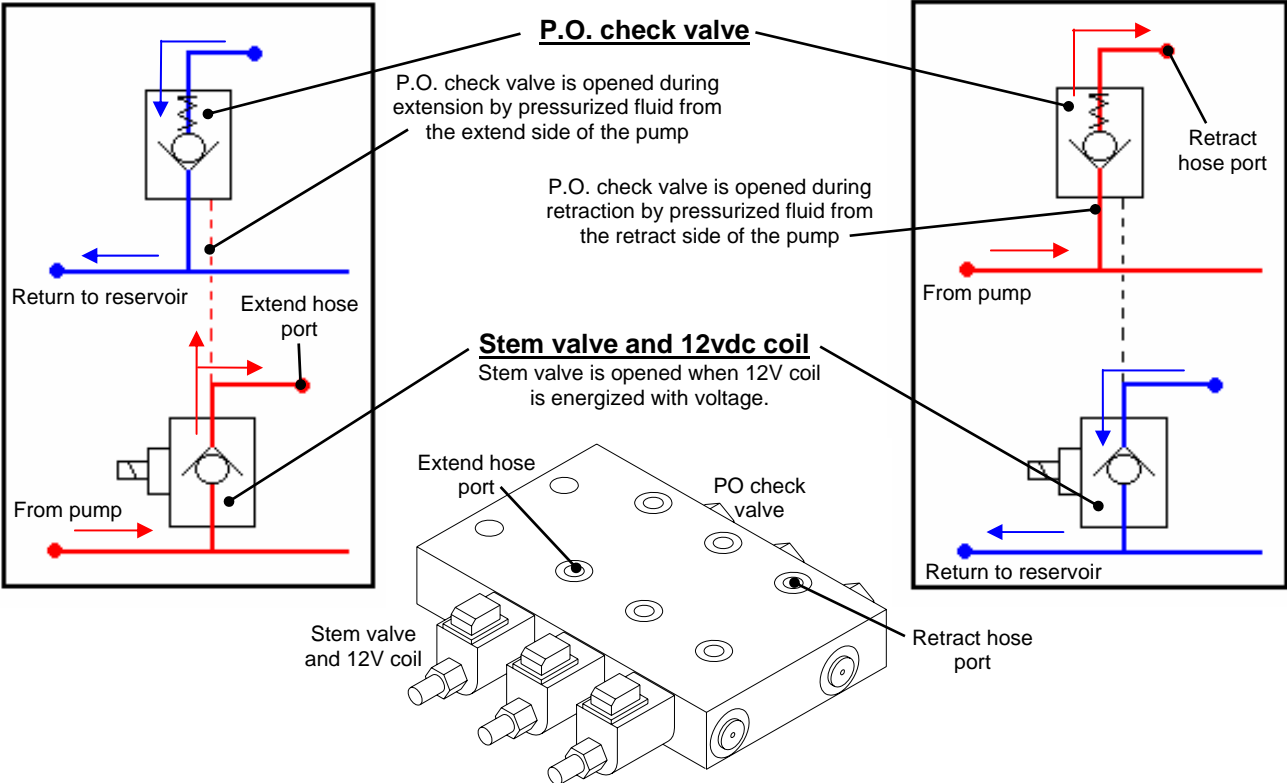 P.O. check valve
P.O. check valve is opened during
extension by pressurized fluid from
the extend side of the pump
Retract
hose port
P.O. check valve is opened during
retraction by pressurized fluid from
the retract side of the pump
Return to reservoir
Extend hose
port
From pump
Stem valve and 12vdc coil
Stem valve is opened when 12V coil
is energized with voltage.
Extend hose
port
PO check
valve
From pump
Return to reservoir
Stem valve
and 12V coil
Retract hose
port